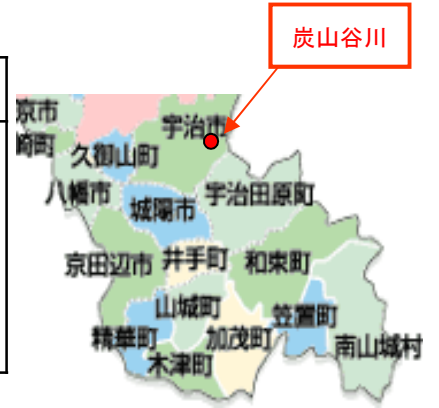 炭山谷川
京市
崎町
宇治市
久御山町
八幡市
城陽市
宇治田原町
京田辺市
井手町
和束町
山城町
精華町
加茂町
笠置町
南山城村
木津町